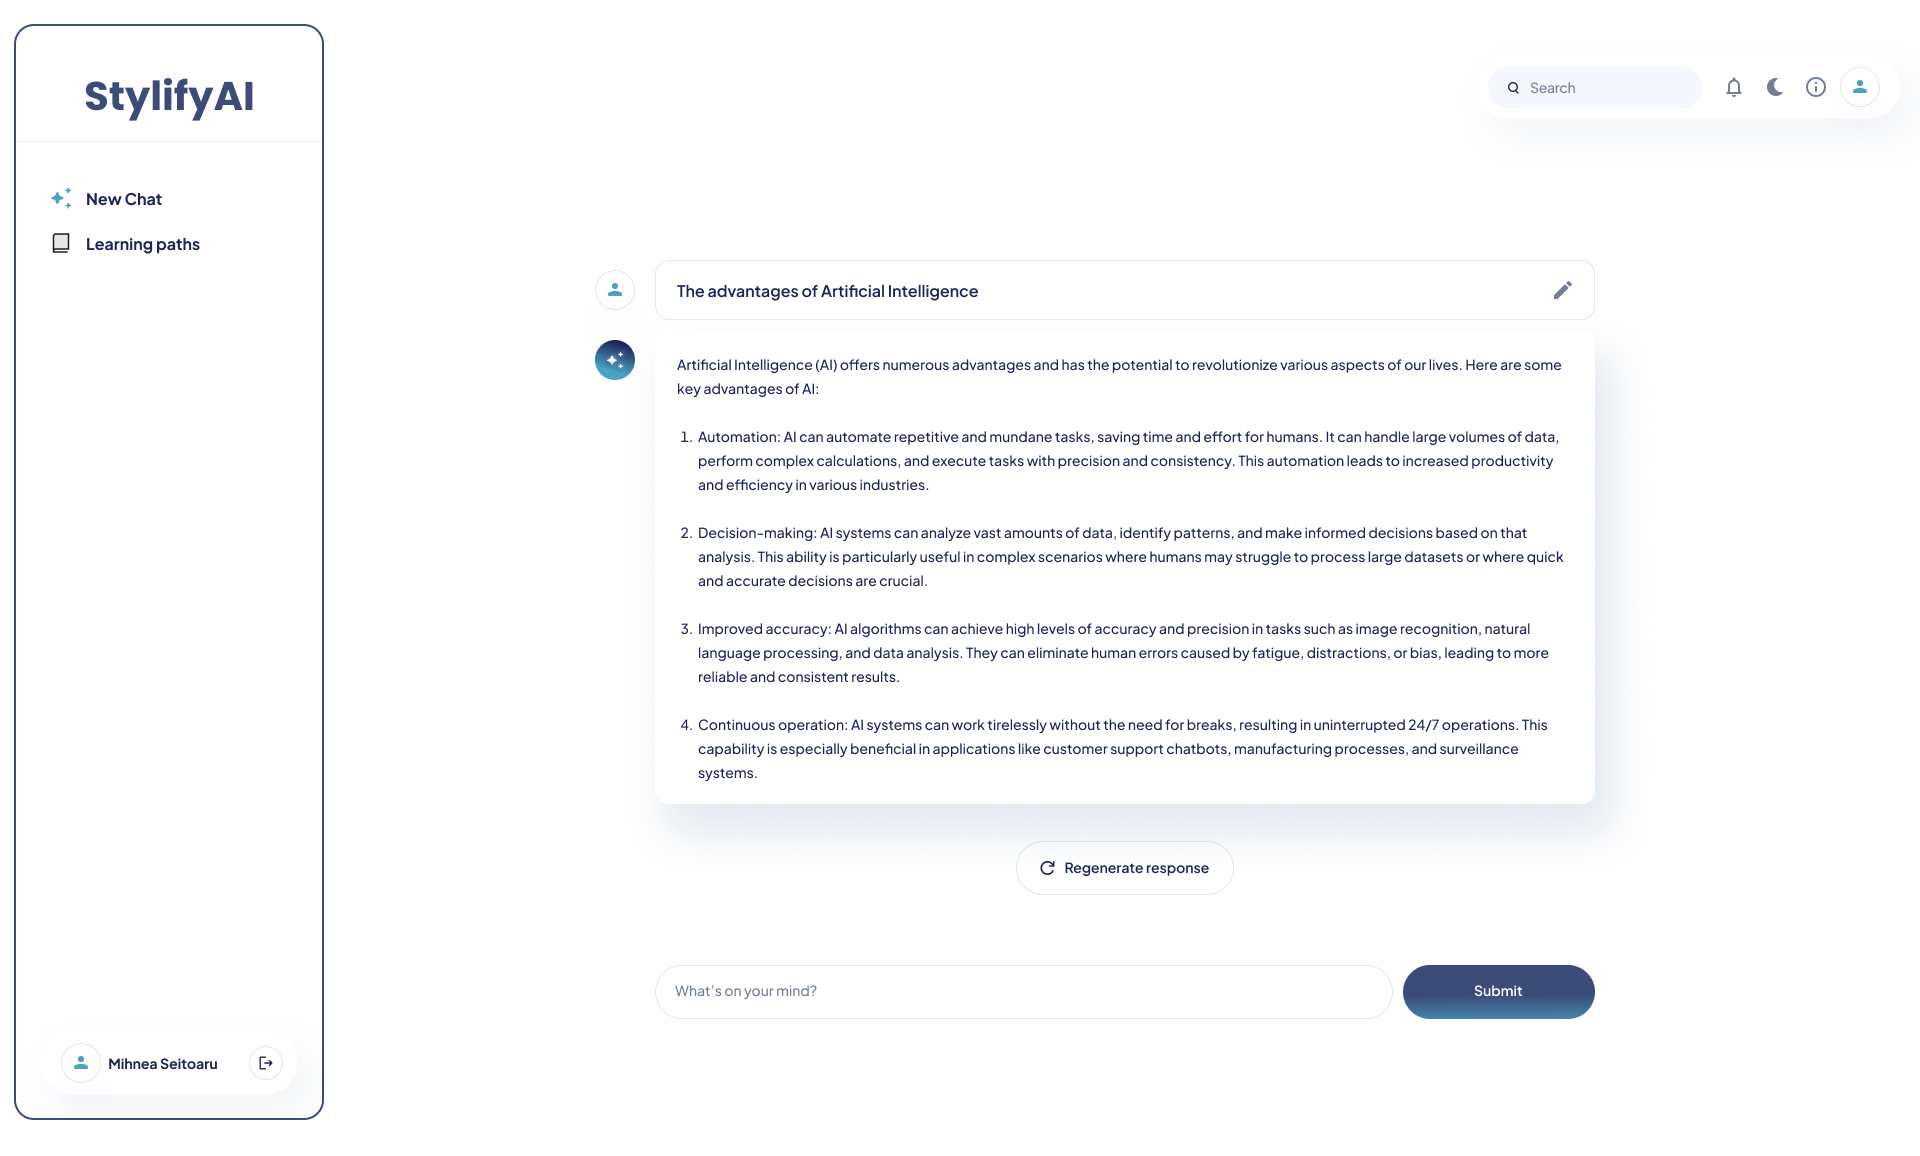 StylifyAI
Search
New Chat
Learning paths
The advantages of Artificial Intelligence
Artificial Intelligence (AI) offers numerous advantages and has the potential to revolutionize various aspects of our lives. Here are some
key advantages of AI:
1. Automation: AI can automate repetitive and mundane tasks, saving time and effort for humans. It can handle large volumes of data,
perform complex calculations, and execute tasks with precision and consistency. This automation leads to increased productivity
and efficiency in various industries.
2. Decision-making: AI systems can analyze vast amounts of data, identify patterns, and make informed decisions based on that
analysis. This ability is particularly useful in complex scenarios where humans may struggle to process large datasets or where quick
and accurate decisions are crucial.
3. Improved accuracy: AI algorithms can achieve high levels of accuracy and precision in tasks such as image recognition, natural
language processing, and data analysis. They can eliminate human errors caused by fatigue, distractions, or bias, leading to more
reliable and consistent results.
4. Continuous operation: AI systems can work tirelessly without the need for breaks, resulting in uninterrupted 24/7 operations. This
capability is especially beneficial in applications like customer support chatbots, manufacturing processes, and surveillance
systems.
Regenerate response
What's on your mind?
Submit
Mihnea Seitoaru